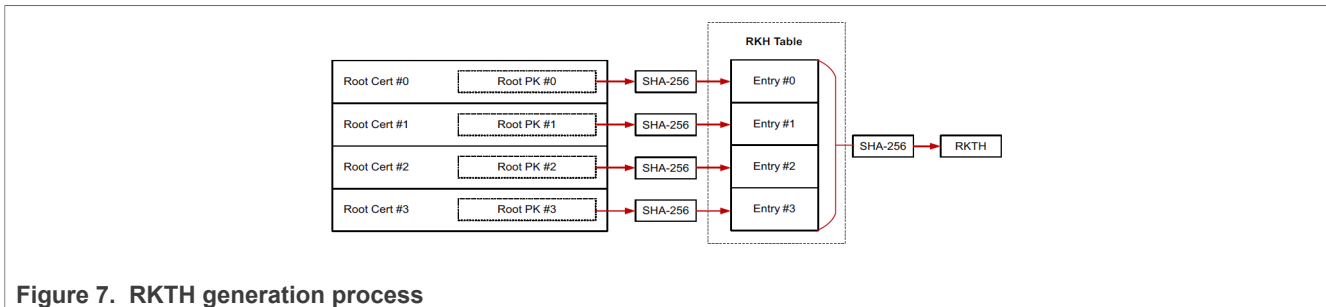 RKH Table
Root Cert #0 Root PK #0 SHA-256 Entry #0
Root Cert #1 Root PK #1 SHA-256 Entry #1
SHA-256 RKTH
Root Cert #2 Root PK #2 SHA-256 Entry #2
Root Cert #3 Root PK #3 SHA-256 Entry #3
Figure 7. RKTH generation process